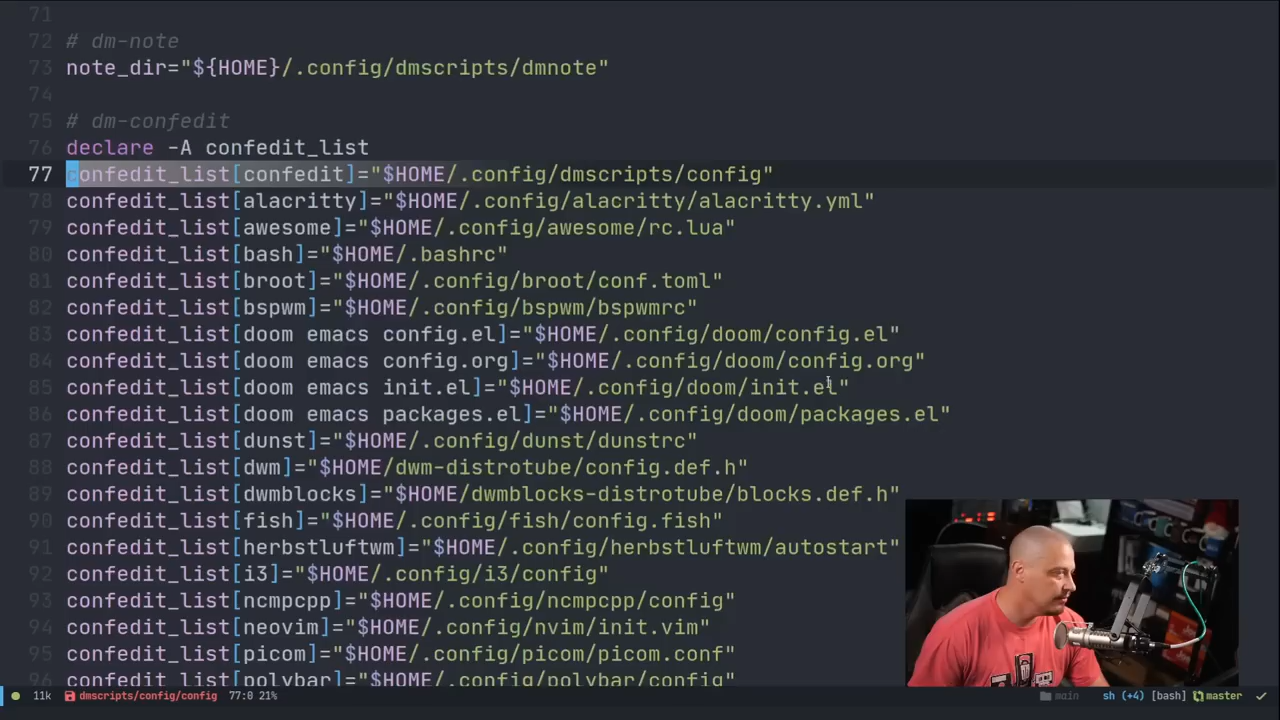 71
72 # dm-note
73 note_dir="${HOME}/.config/dmscripts/dmnote"
74
75 # dm-confedit
76 declare -A confedit_list
77 confedit_list[confedit]="$HOME/.config/dmscripts/config"
78 confedit_list[alacritty]="$HOME/.config/alacritty/alacritty.yml"
79 confedit_list[awesome]="$HOME/.config/awesome/rc.lua"
80 confedit_list[bash]="$HOME/.bashrc"
81 confedit_list[broot]="$HOME/.config/broot/conf.toml"
82 confedit_list[bspwm]="$HOME/.config/bspwm/bspwmrc"
83 confedit_list[doom emacs config.el]="$HOME/.config/doom/config.el"
84 confedit_list[doom emacs config.org]="$HOME/.config/doom/config.org"
85 confedit_list[doom emacs init.el]="$HOME/.config/doom/init.el"
86 confedit_list[doom emacs packages.el]="$HOME/.config/doom/packages.el"
87 confedit_list[dunst]="$HOME/.config/dunst/dunstrc"
88 confedit_list[dwm]="$HOME/dwm-distrotube/config.def.h"
89 confedit_list[dwmblocks]="$HOME/dwmblocks-distrotube/blocks.def.h"
90 confedit_list[fish]="$HOME/.config/fish/config.fish"
91 confedit_list[herbstluftwm]="$HOME/.config/herbstluftwm/autostart"
92 confedit_list[i3]="$HOME/.config/i3/config"
93 confedit_list[ncmpcpp]="$HOME/.config/ncmpcpp/config"
94 confedit_list[neovim]="$HOME/.config/nvim/init.vim"
95 confedit_list[picom]="$HOME/.config/picom/picom.conf"
96 confedit_list[polybar]="$HOME/.config/polybar/config"
11k dmscripts/config/config 77:0 21% main sh (+4) [bash] master